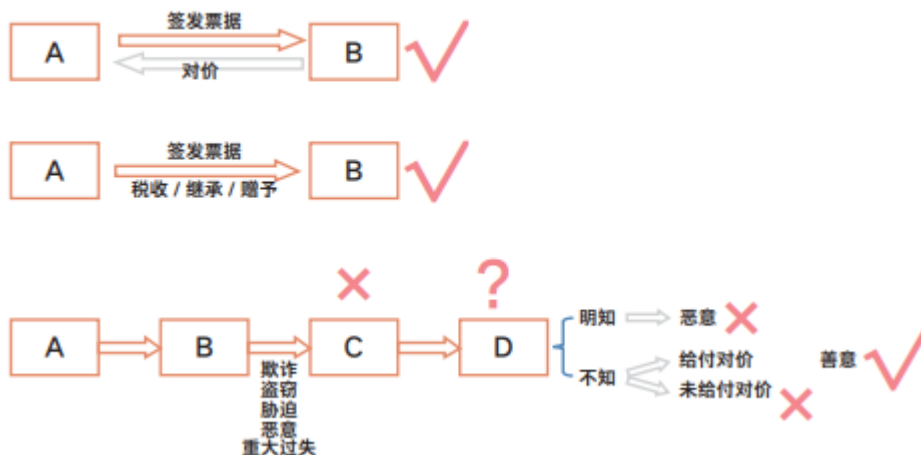 签发票据
A
B
对价
签发票据
A
B
税收 / 继承 / 赠予
?
明知
恶意
A
B
C
D
给付对价
善意
不知
未给付对价
欺诈
盗窃
胁迫
恶意
重大过失